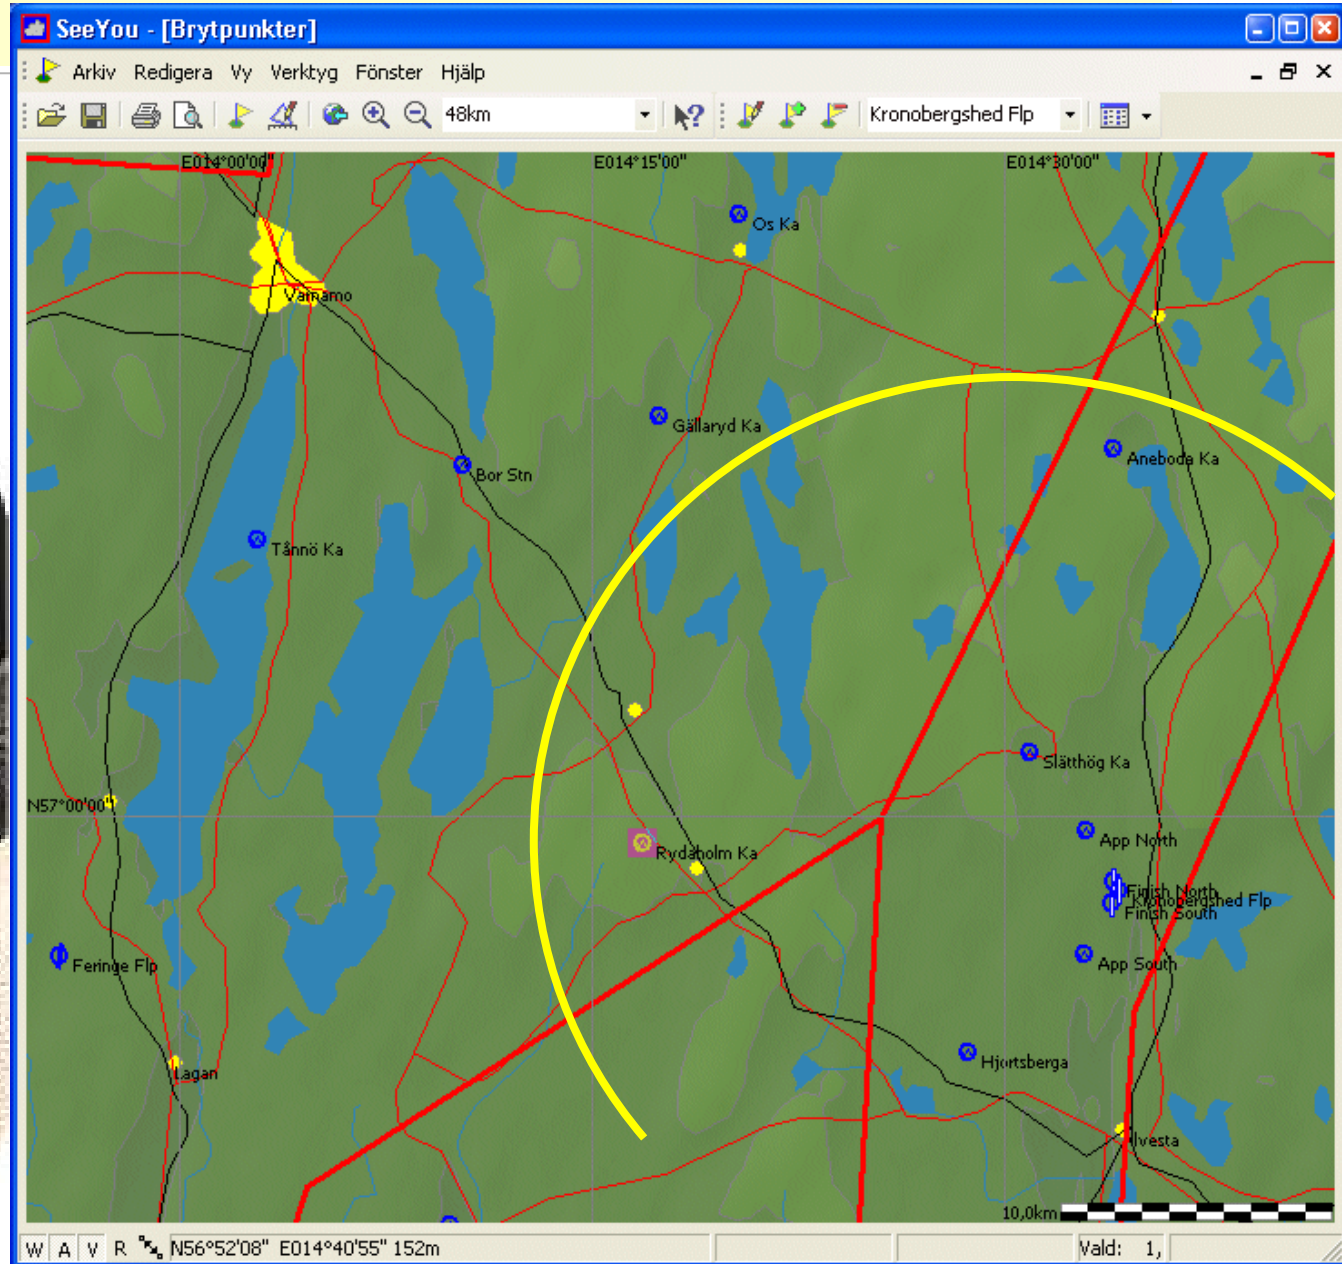 SeeYou - [Brytpunkter]
Arkiv Redigera Vy Verktyg Fönster Hjälp
48km Kronobergshed Flp
E014°00'00" E014°15'00" E014°30'00"
Os Ka
Värnamo
Gällaryd Ka
Aneboda Ka
Bor Stn
Tånnö Ka
Slätthög Ka
N57°00'00"
App North
Rydaholm Ka
Finish North
Kronobergshed Flp
Finish South
Feringe Flp
App South
Hjortsberga
Lagan
Alvesta
10,0km
W A V R N56°52'08" E014°40'55" 152m Vald: 1,